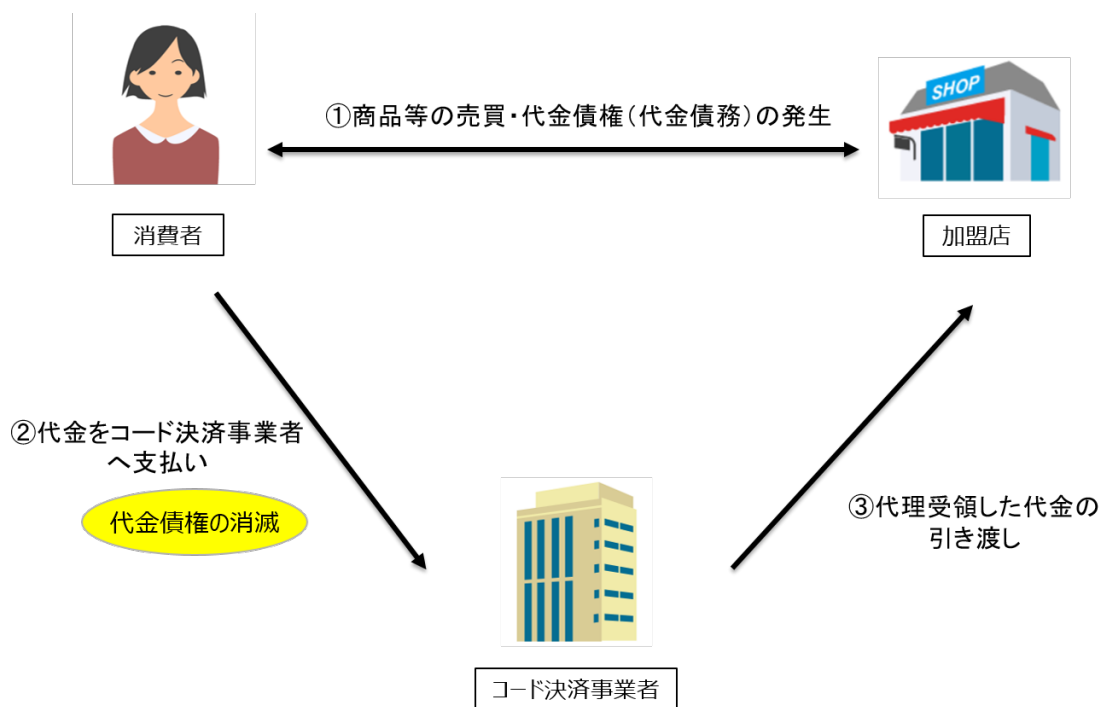 SHOP
①商品等の売買・代金債権(代金債務)の発生
消費者
加盟店
②代金をコード決済事業者
へ支払い
代金債権の消滅
③代理受領した代金の
引き渡し
コード決済事業者